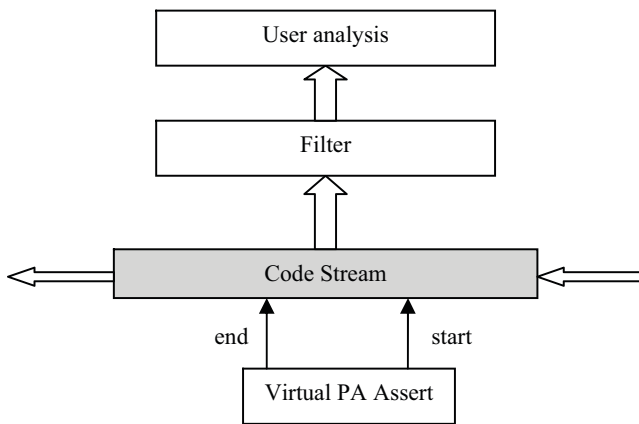 User analysis
Filter
Code Stream
end
start
Virtual PA Assert